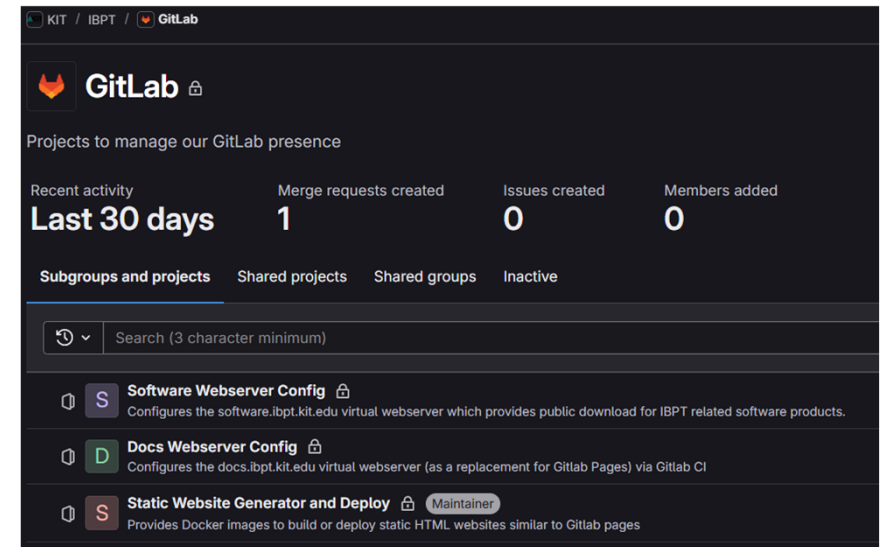 KIT / IBPT / GitLab
GitLab
Projects to manage our GitLab presence
Recent activity
Last 30 days
Merge requests created
1
Issues created
0
Members added
0
Subgroups and projects Shared projects Shared groups Inactive
Search (3 character minimum)
S Software Webserver Config
Configures the software.ibpt.kit.edu virtual webserver which provides public download for IBPT related software products.
D Docs Webserver Config
Configures the docs.ibpt.kit.edu virtual webserver (as a replacement for Gitlab Pages) via Gitlab CI
S Static Website Generator and Deploy Maintainer
Provides Docker images to build or deploy static HTML websites similar to Gitlab pages